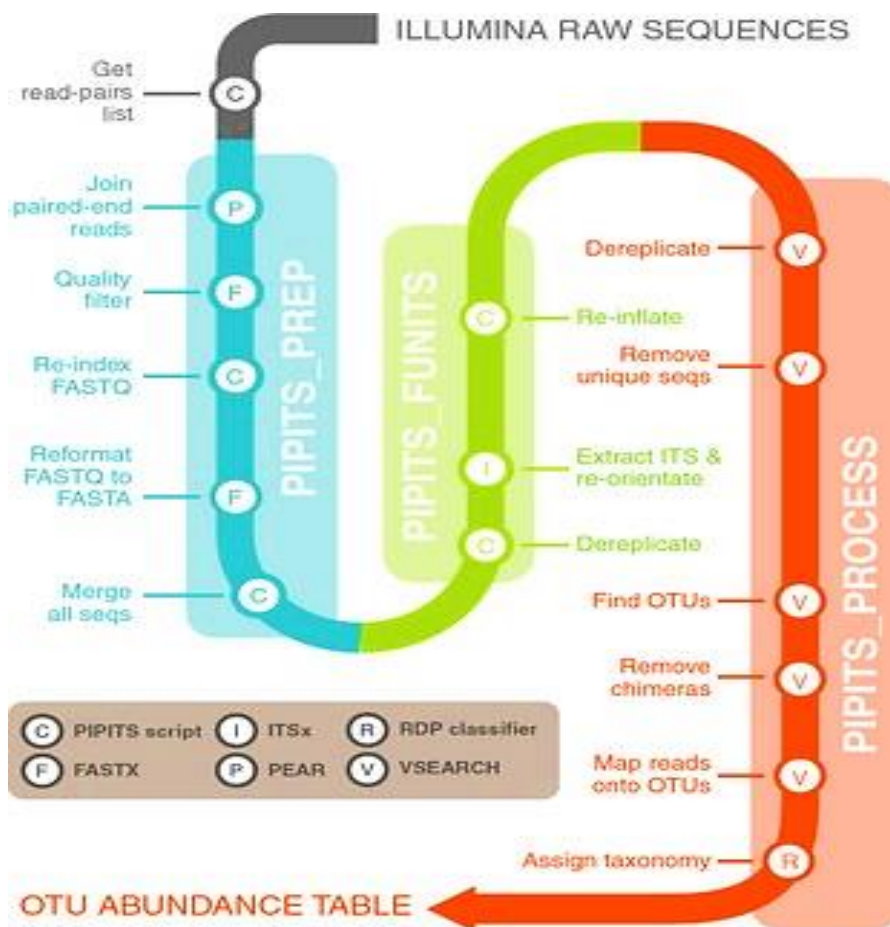 ILLUMINA RAW SEQUENCES
Get
read-pairs
list
C
Join
paired-end
reads
P
Quality
filter
F
Re-index
FASTQ
C
Reformat
FASTQ to
FASTA
F
Merge
all seqs
C
PIPITS_PREP
PIPITS_FUNITS
C
Re-inflate
I
Extract ITS &
re-orientate
C
Dereplicate
Dereplicate
V
Remove
unique seqs
V
Find OTUs
V
Remove
chimeras
V
Map reads
onto OTUs
V
Assign taxonomy
R
PIPITS_PROCESS
C PIPITS script
I ITSx
R RDP classifier
F FASTX
P PEAR
V VSEARCH
OTU ABUNDANCE TABLE